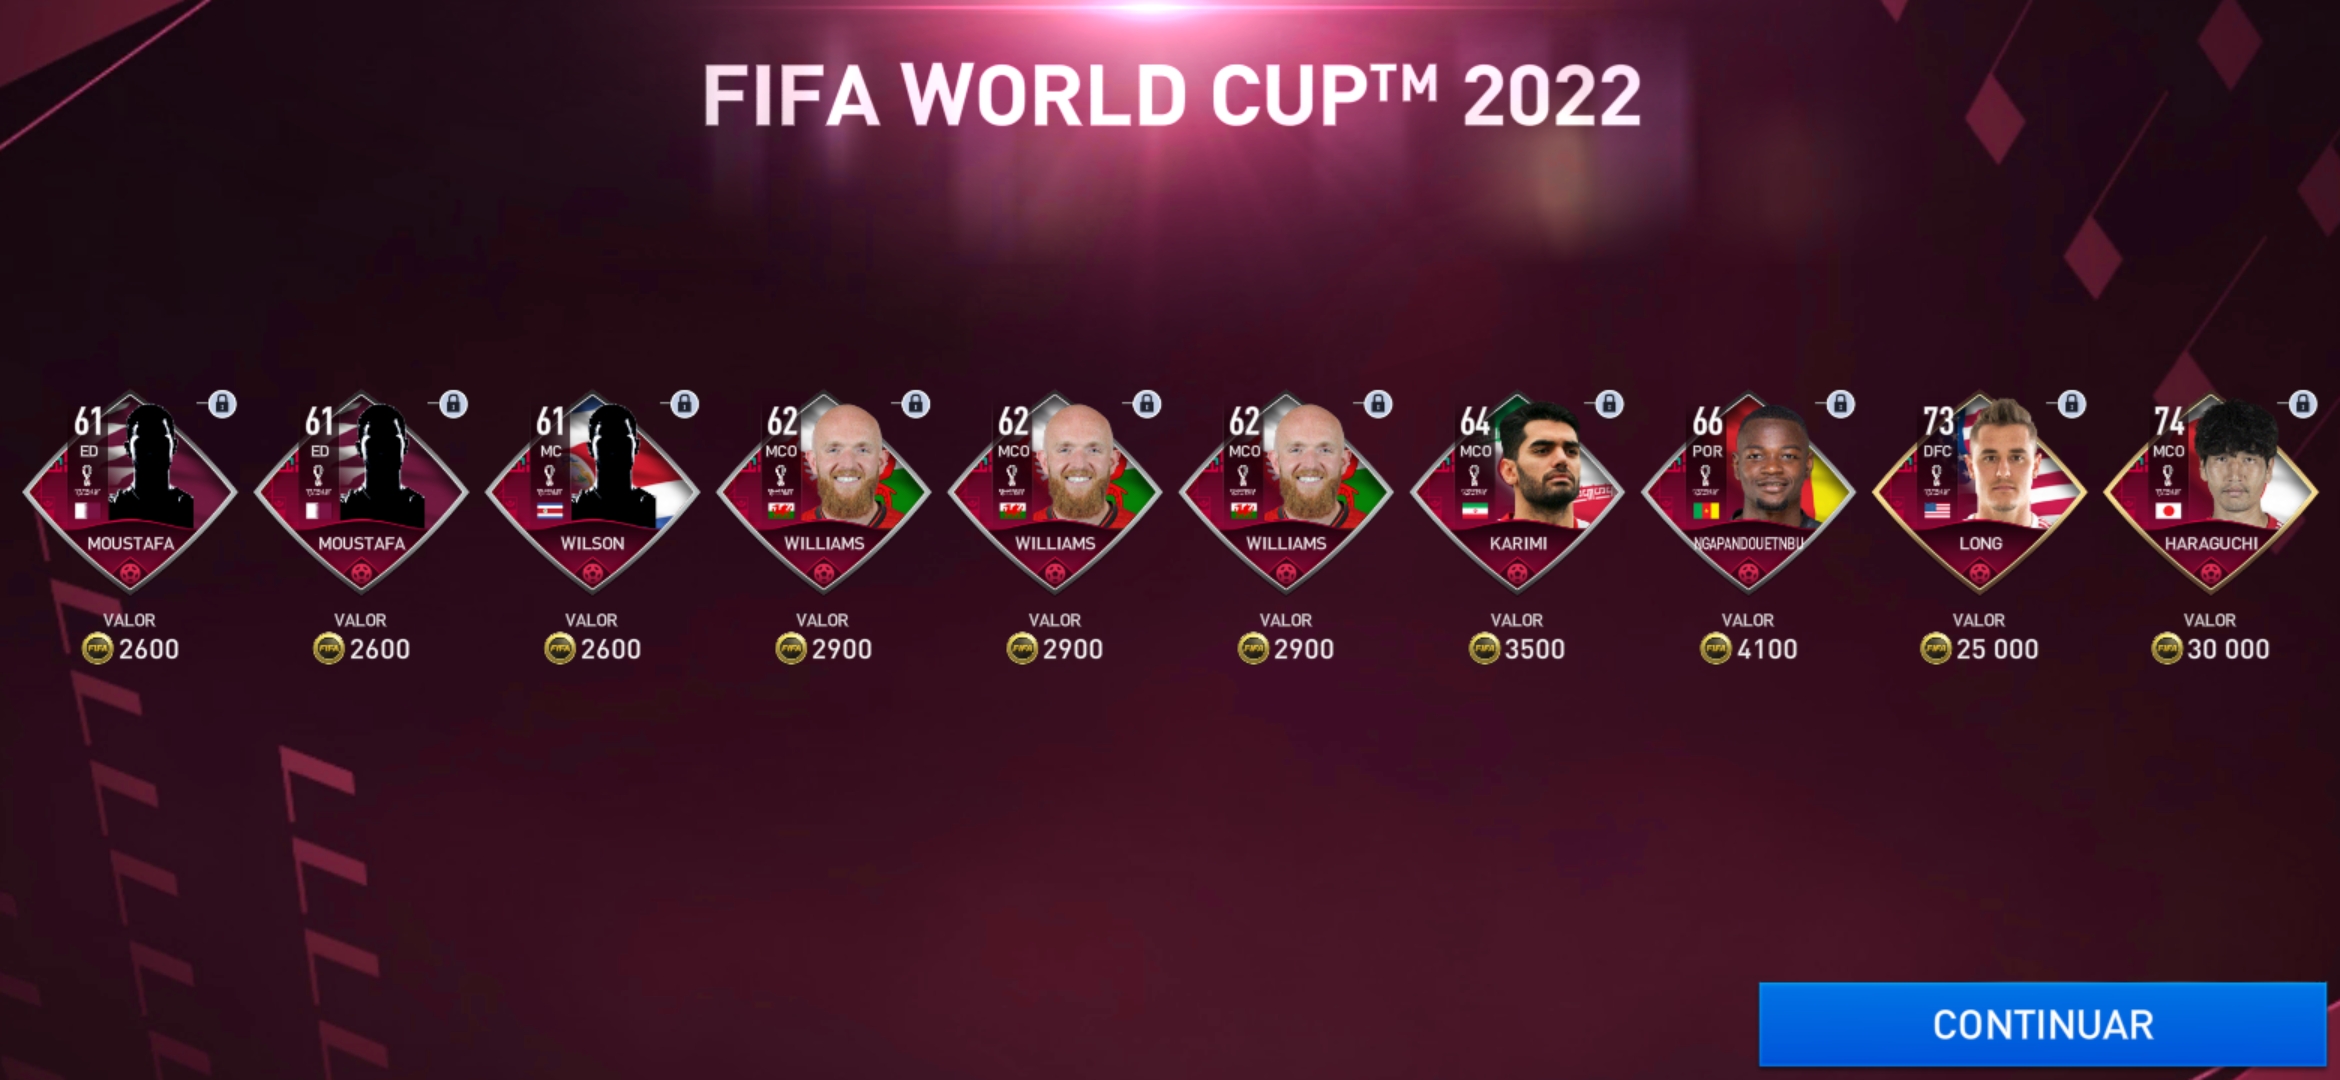 FIFA WORLD CUP™ 2022
61
ED
MOUSTAFA
VALOR
2600
61
ED
MOUSTAFA
VALOR
2600
61
MC
WILSON
VALOR
2600
62
MCO
WILLIAMS
VALOR
2900
62
MCO
WILLIAMS
VALOR
2900
62
MCO
WILLIAMS
VALOR
2900
64
MCO
KARIMI
VALOR
3500
66
POR
NGAPANDOUETNBU
VALOR
4100
73
DFC
LONG
VALOR
25 000
74
MCO
HARAGUCHI
VALOR
30 000
CONTINUAR